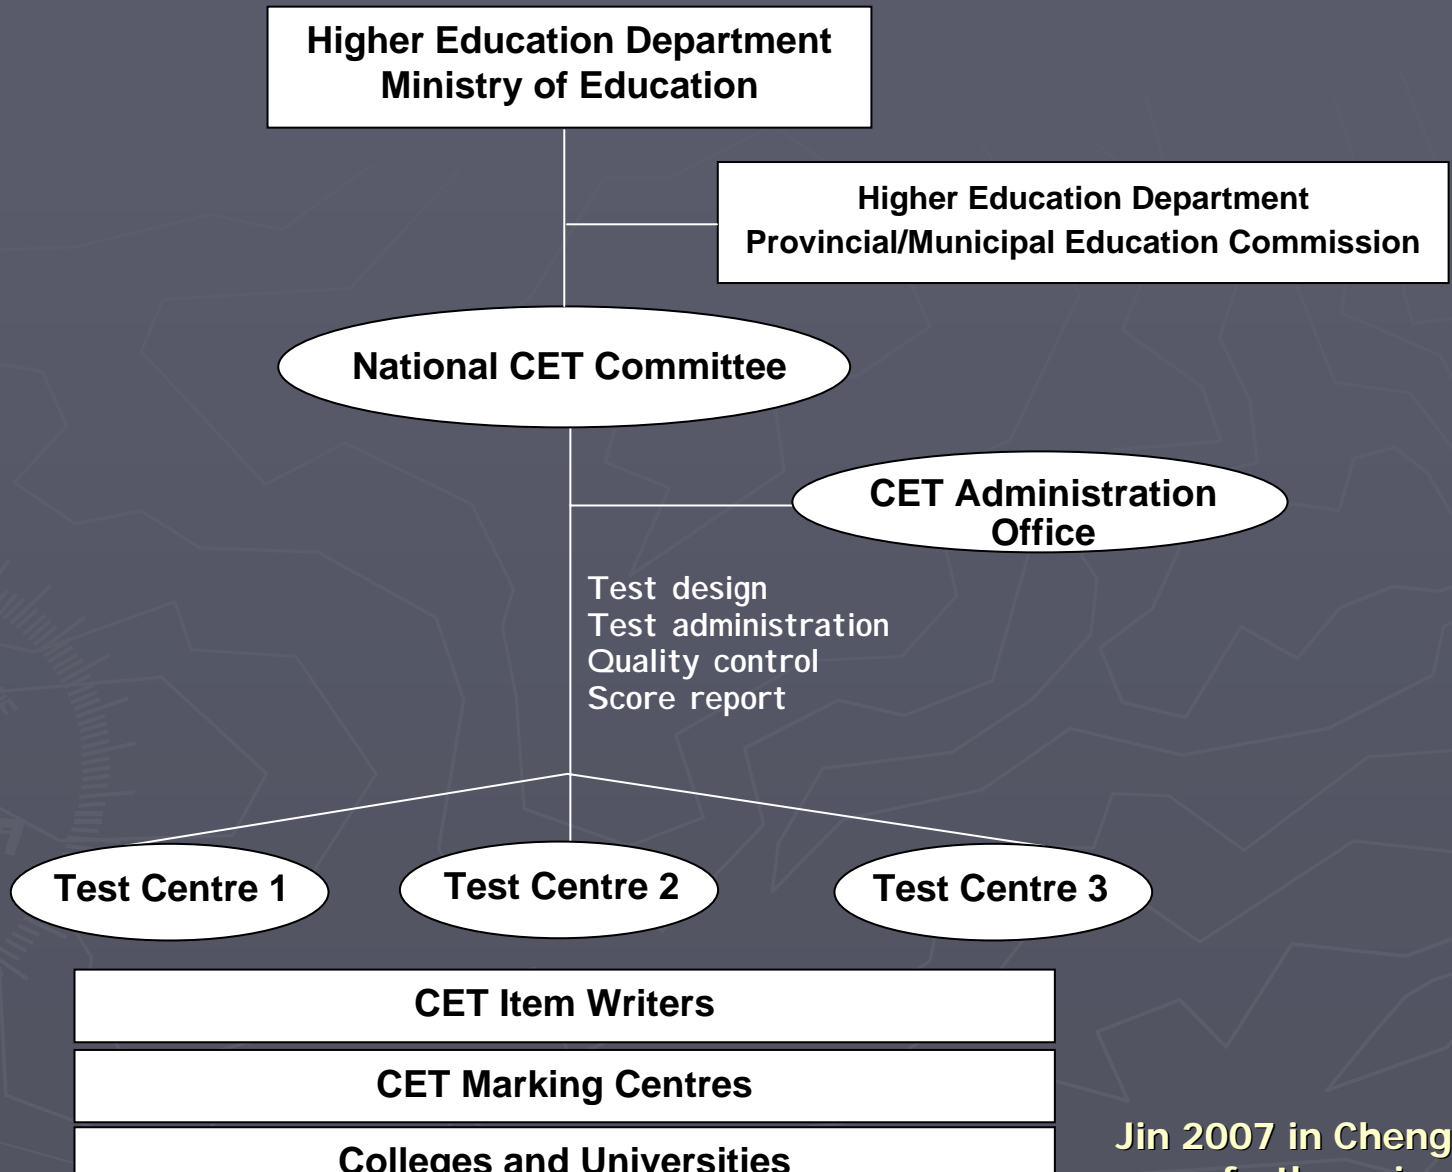 Higher Education Department
Ministry of Education
Higher Education Department
Provincial/Municipal Education Commission
National CET Committee
CET Administration
Office
Test design
Test administration
Quality control
Score report
Test Centre 1
Test Centre 2
Test Centre 3
CET Item Writers
CET Marking Centres
Colleges and Universities
Jin 2007 in Cheng